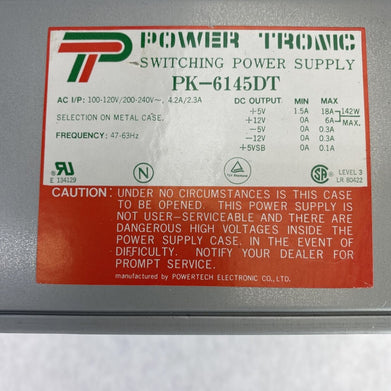 POWER TRONIC
SWITCHING POWER SUPPLY
PK-6145DT
AC I/P: 100-120V/200-240V~, 4.2A/2.3A
SELECTION ON METAL CASE.
FREQUENCY: 47-63Hz
DC OUTPUT: MIN MAX
+5V 1.5A 18A 142W
+12V 0A 6A MAX.
-5V 0A 0.3A
-12V 0A 0.3A
+5VSB 0A 0.1A
E 134129
N
LEVEL 3
LR 80422
CAUTION: UNDER NO CIRCUMSTANCES IS THIS CASE
TO BE OPENED. THIS POWER SUPPLY IS
NOT USER-SERVICEABLE AND THERE ARE
DANGEROUS HIGH VOLTAGES INSIDE THE
POWER SUPPLY CASE. IN THE EVENT OF
DIFFICULTY. NOTIFY YOUR DEALER FOR
PROMPT SERVICE.
manufactured by POWERTECH ELECTRONIC CO., LTD.